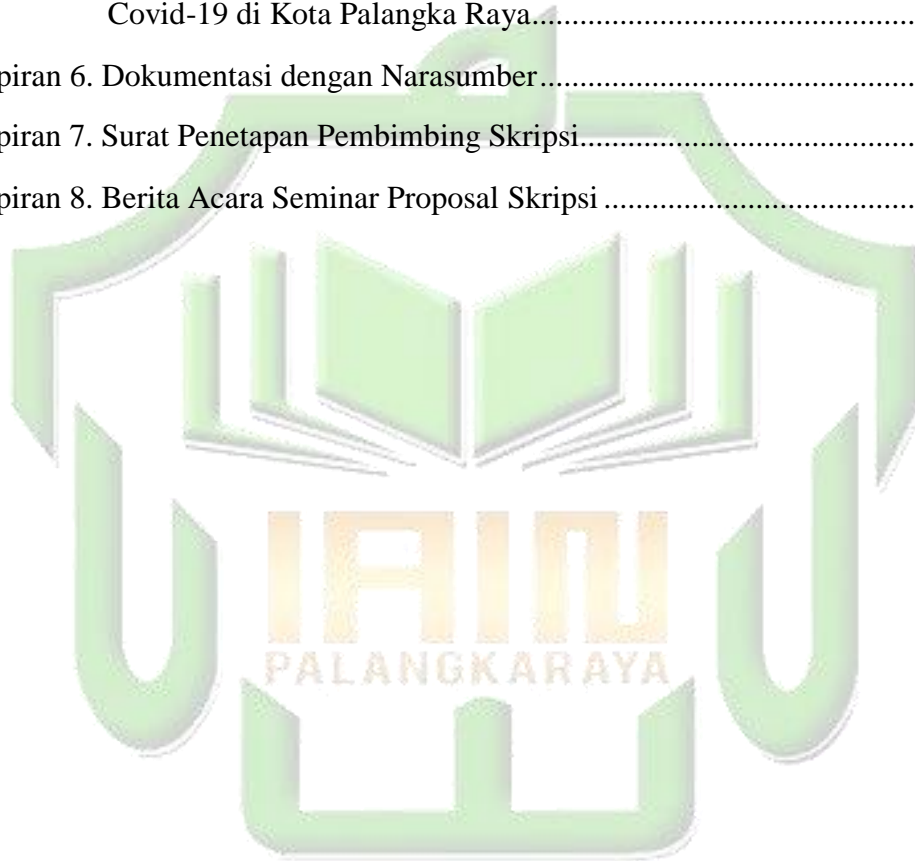 Covid-19 di Kota Palangka Raya..............................................
piran 6. Dokumentasi dengan Narasumber.............................................
piran 7. Surat Penetapan Pembimbing Skripsi........................................
piran 8. Berita Acara Seminar Proposal Skripsi .....................................
IAIN
PALANGKARAYA